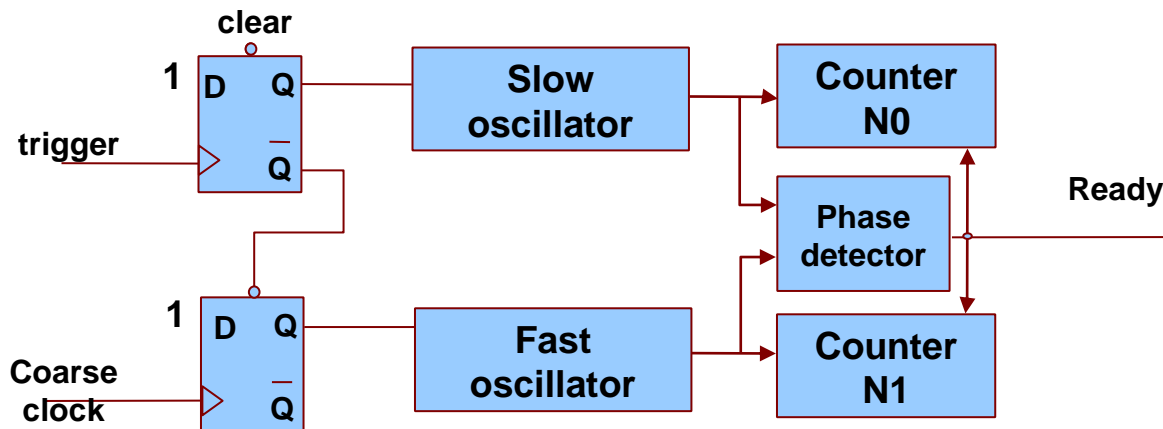 clear
1
D
Q
Q
trigger
Slow
oscillator
Counter
N0
Phase
detector
Ready
1
D
Q
Q
Coarse
clock
Fast
oscillator
Counter
N1